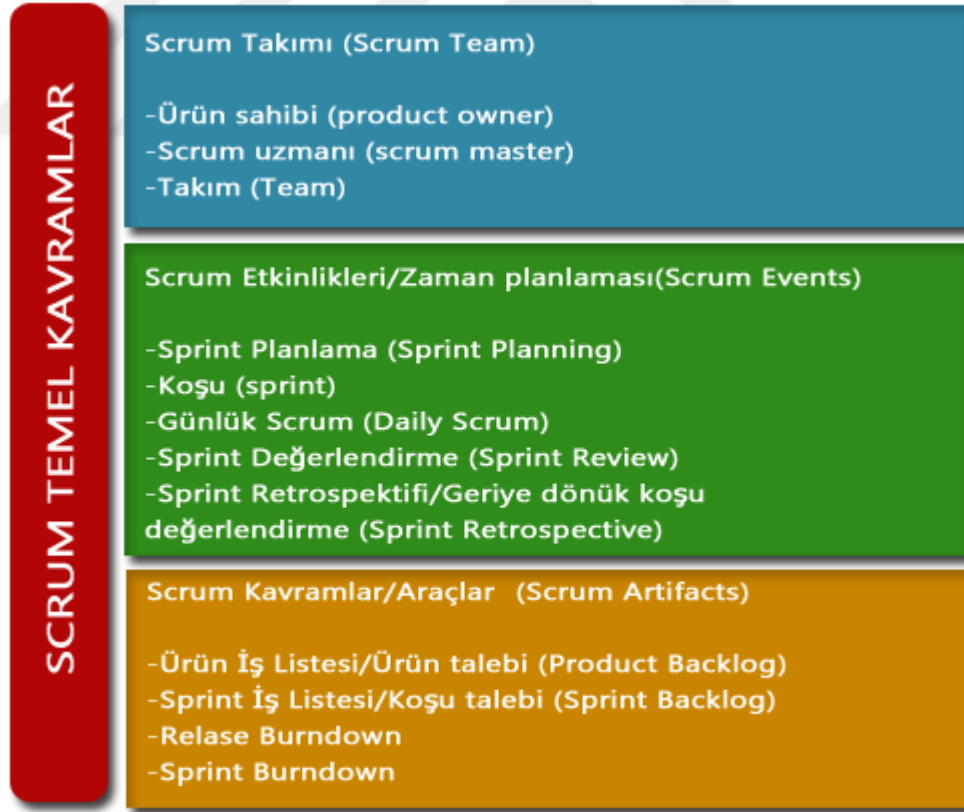 SCRUM TEMEL KAVRAMLAR
Scrum Takımı (Scrum Team)
-Ürün sahibi (product owner)
-Scrum uzmanı (scrum master)
-Takım (Team)
Scrum Etkinlikleri/Zaman planlaması(Scrum Events)
-Sprint Planlama (Sprint Planning)
-Koşu (sprint)
-Günlük Scrum (Daily Scrum)
-Sprint Değerlendirme (Sprint Review)
-Sprint Retrospektifi/Geriye dönük koşu
değerlendirme (Sprint Retrospective)
Scrum Kavramlar/Araçlar  (Scrum Artifacts)
-Ürün İş Listesi/Ürün talebi (Product Backlog)
-Sprint İş Listesi/Koşu talebi (Sprint Backlog)
-Relase Burndown
-Sprint Burndown